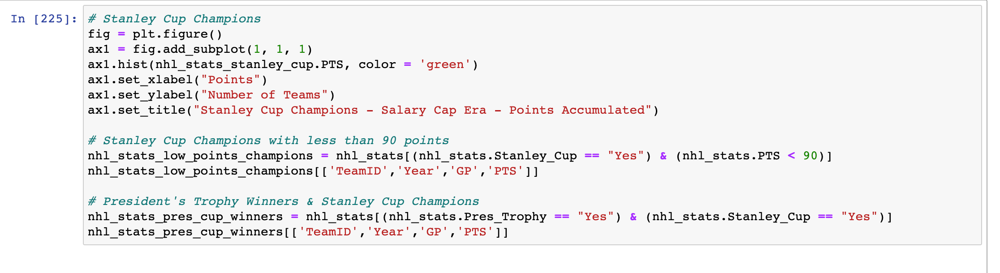 In [225]:
# Stanley Cup Champions
fig = plt.figure()
ax1 = fig.add_subplot(1, 1, 1)
ax1.hist(nhl_stats_stanley_cup.PTS, color = 'green')
ax1.set_xlabel("Points")
ax1.set_ylabel("Number of Teams")
ax1.set_title("Stanley Cup Champions - Salary Cap Era - Points Accumulated")
# Stanley Cup Champions with less than 90 points
nhl_stats_low_points_champions = nhl_stats[(nhl_stats.Stanley_Cup == "Yes") & (nhl_stats.PTS < 90)]
nhl_stats_low_points_champions[['TeamID','Year','GP','PTS']]
# President's Trophy Winners & Stanley Cup Champions
nhl_stats_pres_cup_winners = nhl_stats[(nhl_stats.Pres_Trophy == "Yes") & (nhl_stats.Stanley_Cup == "Yes")]
nhl_stats_pres_cup_winners[['TeamID','Year','GP','PTS']]